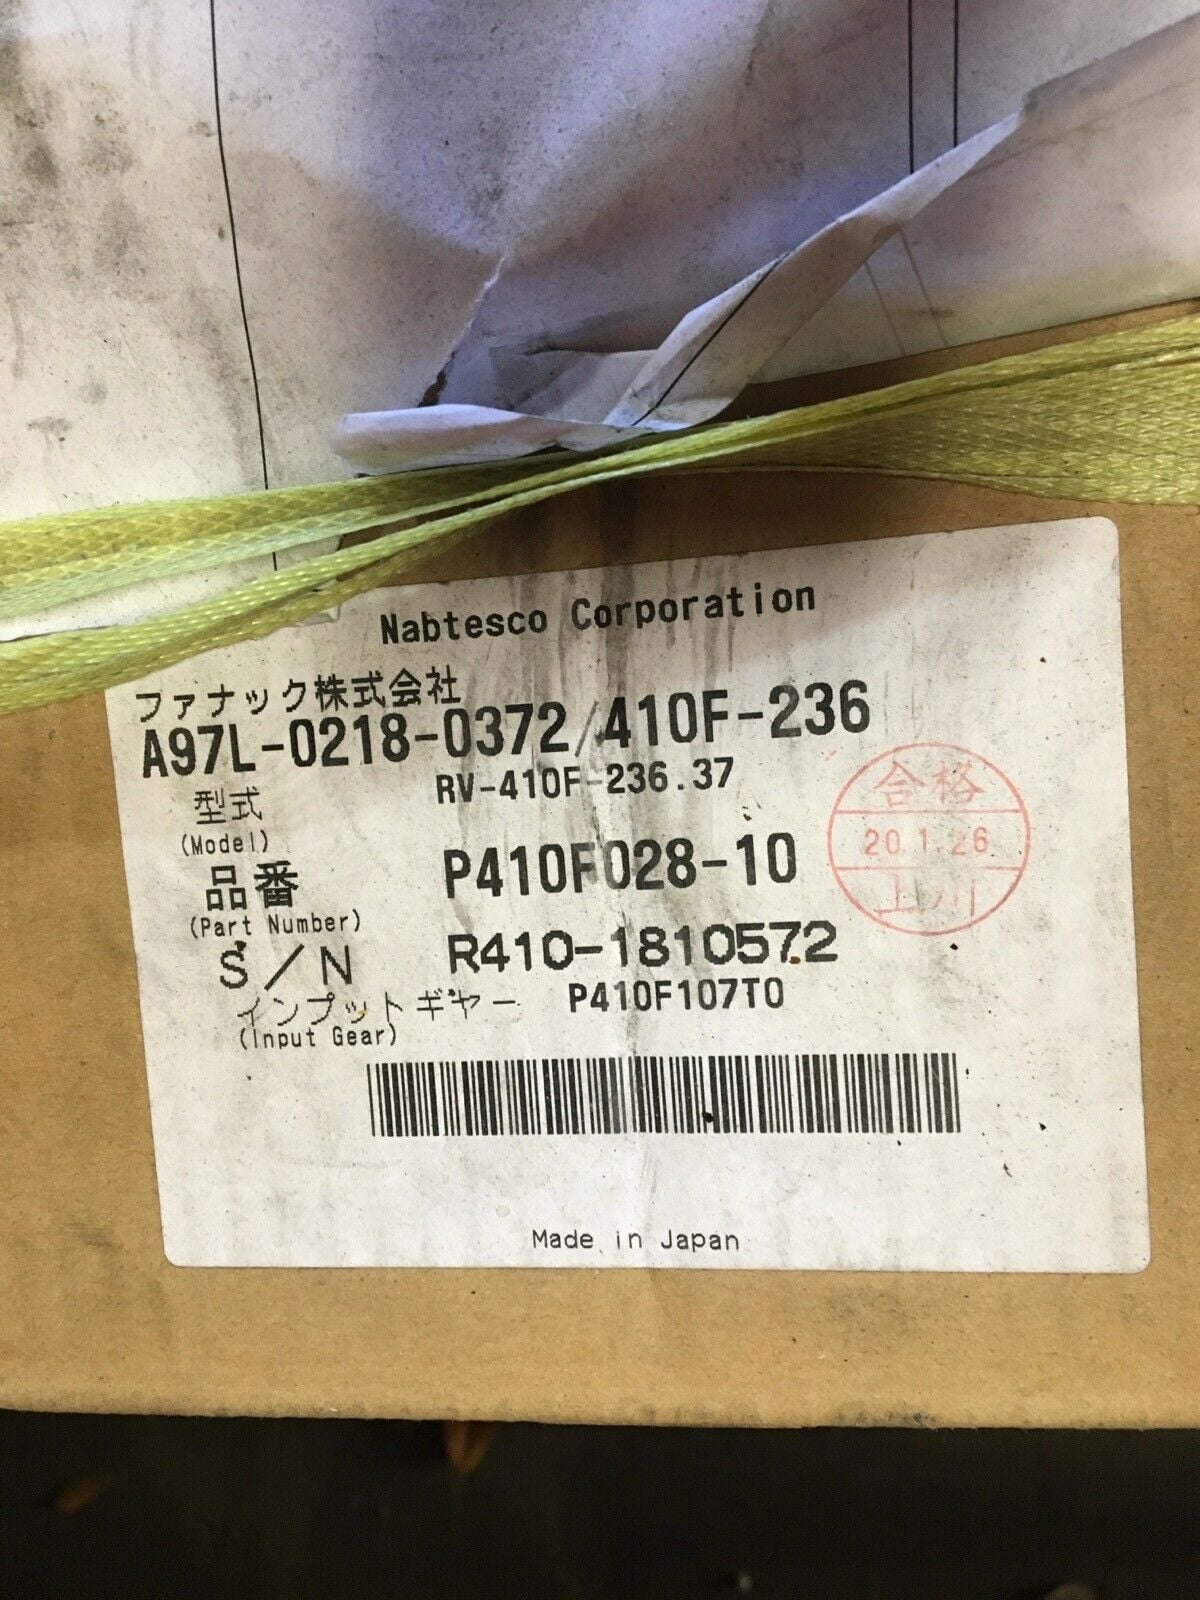 Nabtesco Corporation
ファナック株式会社
A97L-0218-0372/410F-236
型式 RV-410F-236.37
(Model)
品番 P410F028-10
(Part Number)
S/N R410-1810572
インプットギヤー P410F107T0
(Input Gear)
合格
20.1.26
上川
Made in Japan